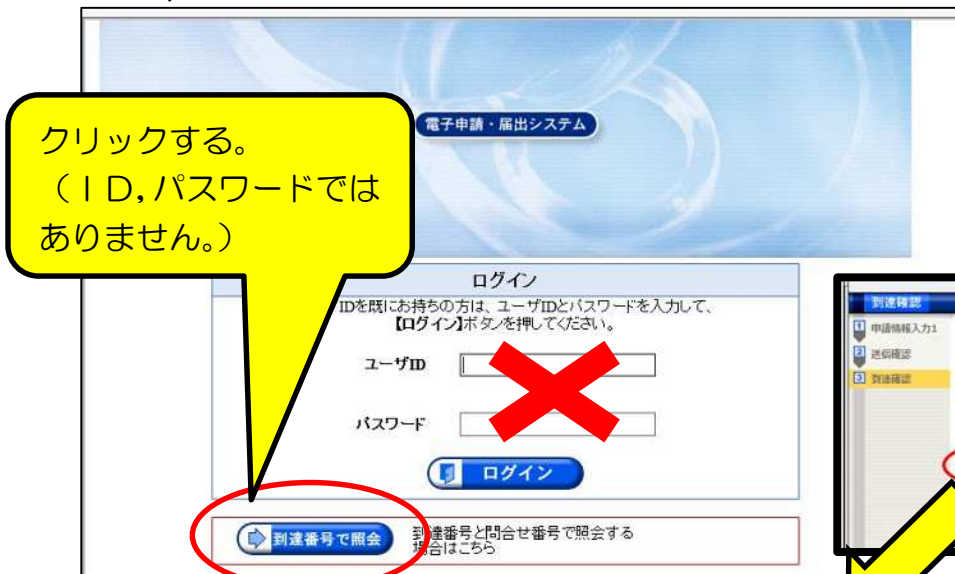 電子申請・届出システム
クリックする。
(ID,パスワードでは
ありません。)
ログイン
IDを既にお持ちの方は、ユーザIDとパスワードを入力して、
【ログイン】ボタンを押してください。
ユーザID
パスワード
ログイン
到達番号で照会
到達番号と問合せ番号で照会する
場合はこちら
到達確認
1 申請情報入力1
2 送信確認
3 到達確認